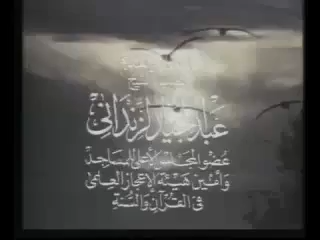 عبد المجيد الزنداني
عضو المجلس الأعلى للمساجد
وأمين هيئة الإعجاز العلمي
في القرآن والسنة